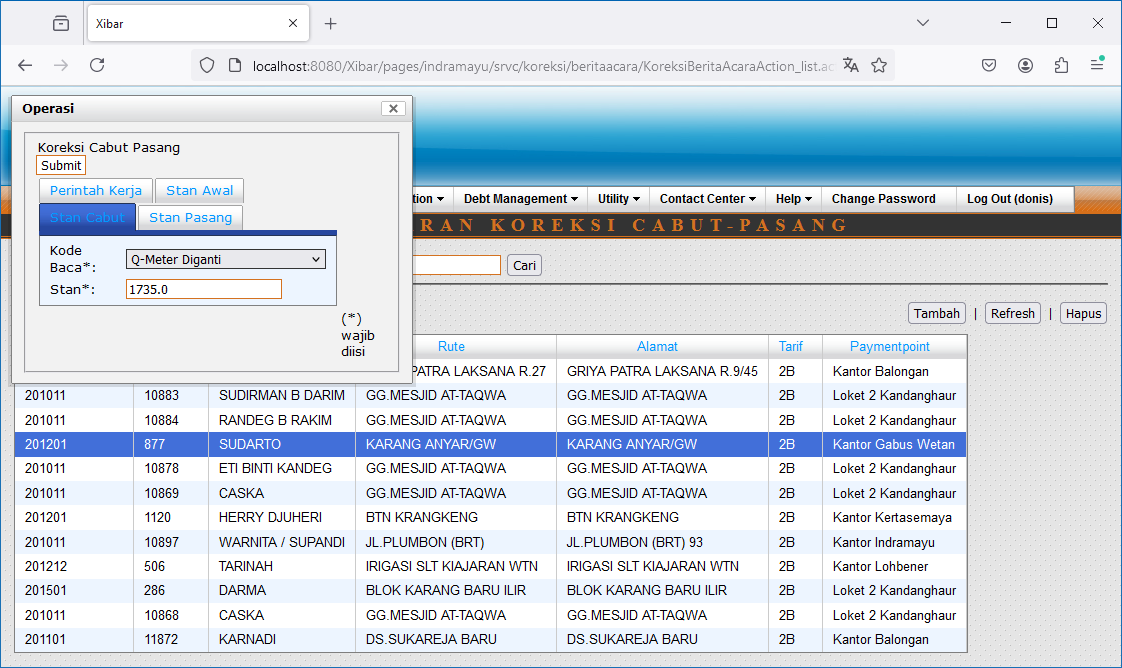 Xibar
localhost:8080/Xibar/pages/indramayu/srvc/koreksi/beritaacara/KoreksiBeritaAcaraAction_list.ac
Operasi
Koreksi Cabut Pasang
Submit
Perintah Kerja Stan Awal
Stan Cabut Stan Pasang
Kode
Baca*: Q-Meter Diganti
Stan*: 1735.0
(*)
wajib
diisi
tion Debt Management Utility Contact Center Help Change Password Log Out (donis)
RAN KOREKSI CABUT-PASANG
Cari
Tambah | Refresh | Hapus
Rute Alamat Tarif Paymentpoint
PATRA LAKSANA R.27 GRIYA PATRA LAKSANA R.9/45 2B Kantor Balongan
201011 10883 SUDIRMAN B DARIM GG.MESJID AT-TAQWA GG.MESJID AT-TAQWA 2B Loket 2 Kandanghaur
201011 10884 RANDEG B RAKIM GG.MESJID AT-TAQWA GG.MESJID AT-TAQWA 2B Loket 2 Kandanghaur
201201 877 SUDARTO KARANG ANYAR/GW KARANG ANYAR/GW 2B Kantor Gabus Wetan
201011 10878 ETI BINTI KANDEG GG.MESJID AT-TAQWA GG.MESJID AT-TAQWA 2B Loket 2 Kandanghaur
201011 10869 CASKA GG.MESJID AT-TAQWA GG.MESJID AT-TAQWA 2B Loket 2 Kandanghaur
201201 1120 HERRY DJUHERI BTN KRANGKENG BTN KRANGKENG 2B Kantor Kertasemaya
201011 10897 WARNITA / SUPANDI JL.PLUMBON (BRT) JL.PLUMBON (BRT) 93 2B Kantor Indramayu
201212 506 TARINAH IRIGASI SLT KIAJARAN WTN IRIGASI SLT KIAJARAN WTN 2B Kantor Lohbener
201501 286 DARMA BLOK KARANG BARU ILIR BLOK KARANG BARU ILIR 2B Loket 2 Kandanghaur
201011 10868 CASKA GG.MESJID AT-TAQWA GG.MESJID AT-TAQWA 2B Loket 2 Kandanghaur
201101 11872 KARNADI DS.SUKAREJA BARU DS.SUKAREJA BARU 2B Kantor Balongan